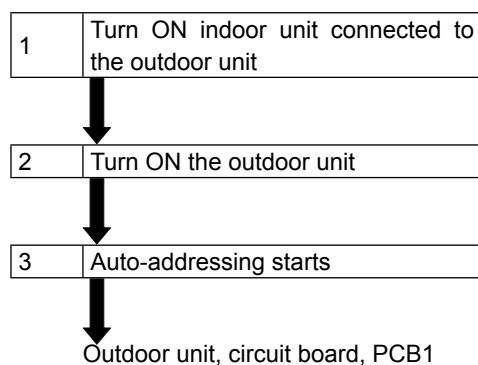 1 Turn ON indoor unit connected to
the outdoor unit
2 Turn ON the outdoor unit
3 Auto-addressing starts
Outdoor unit, circuit board, PCB1